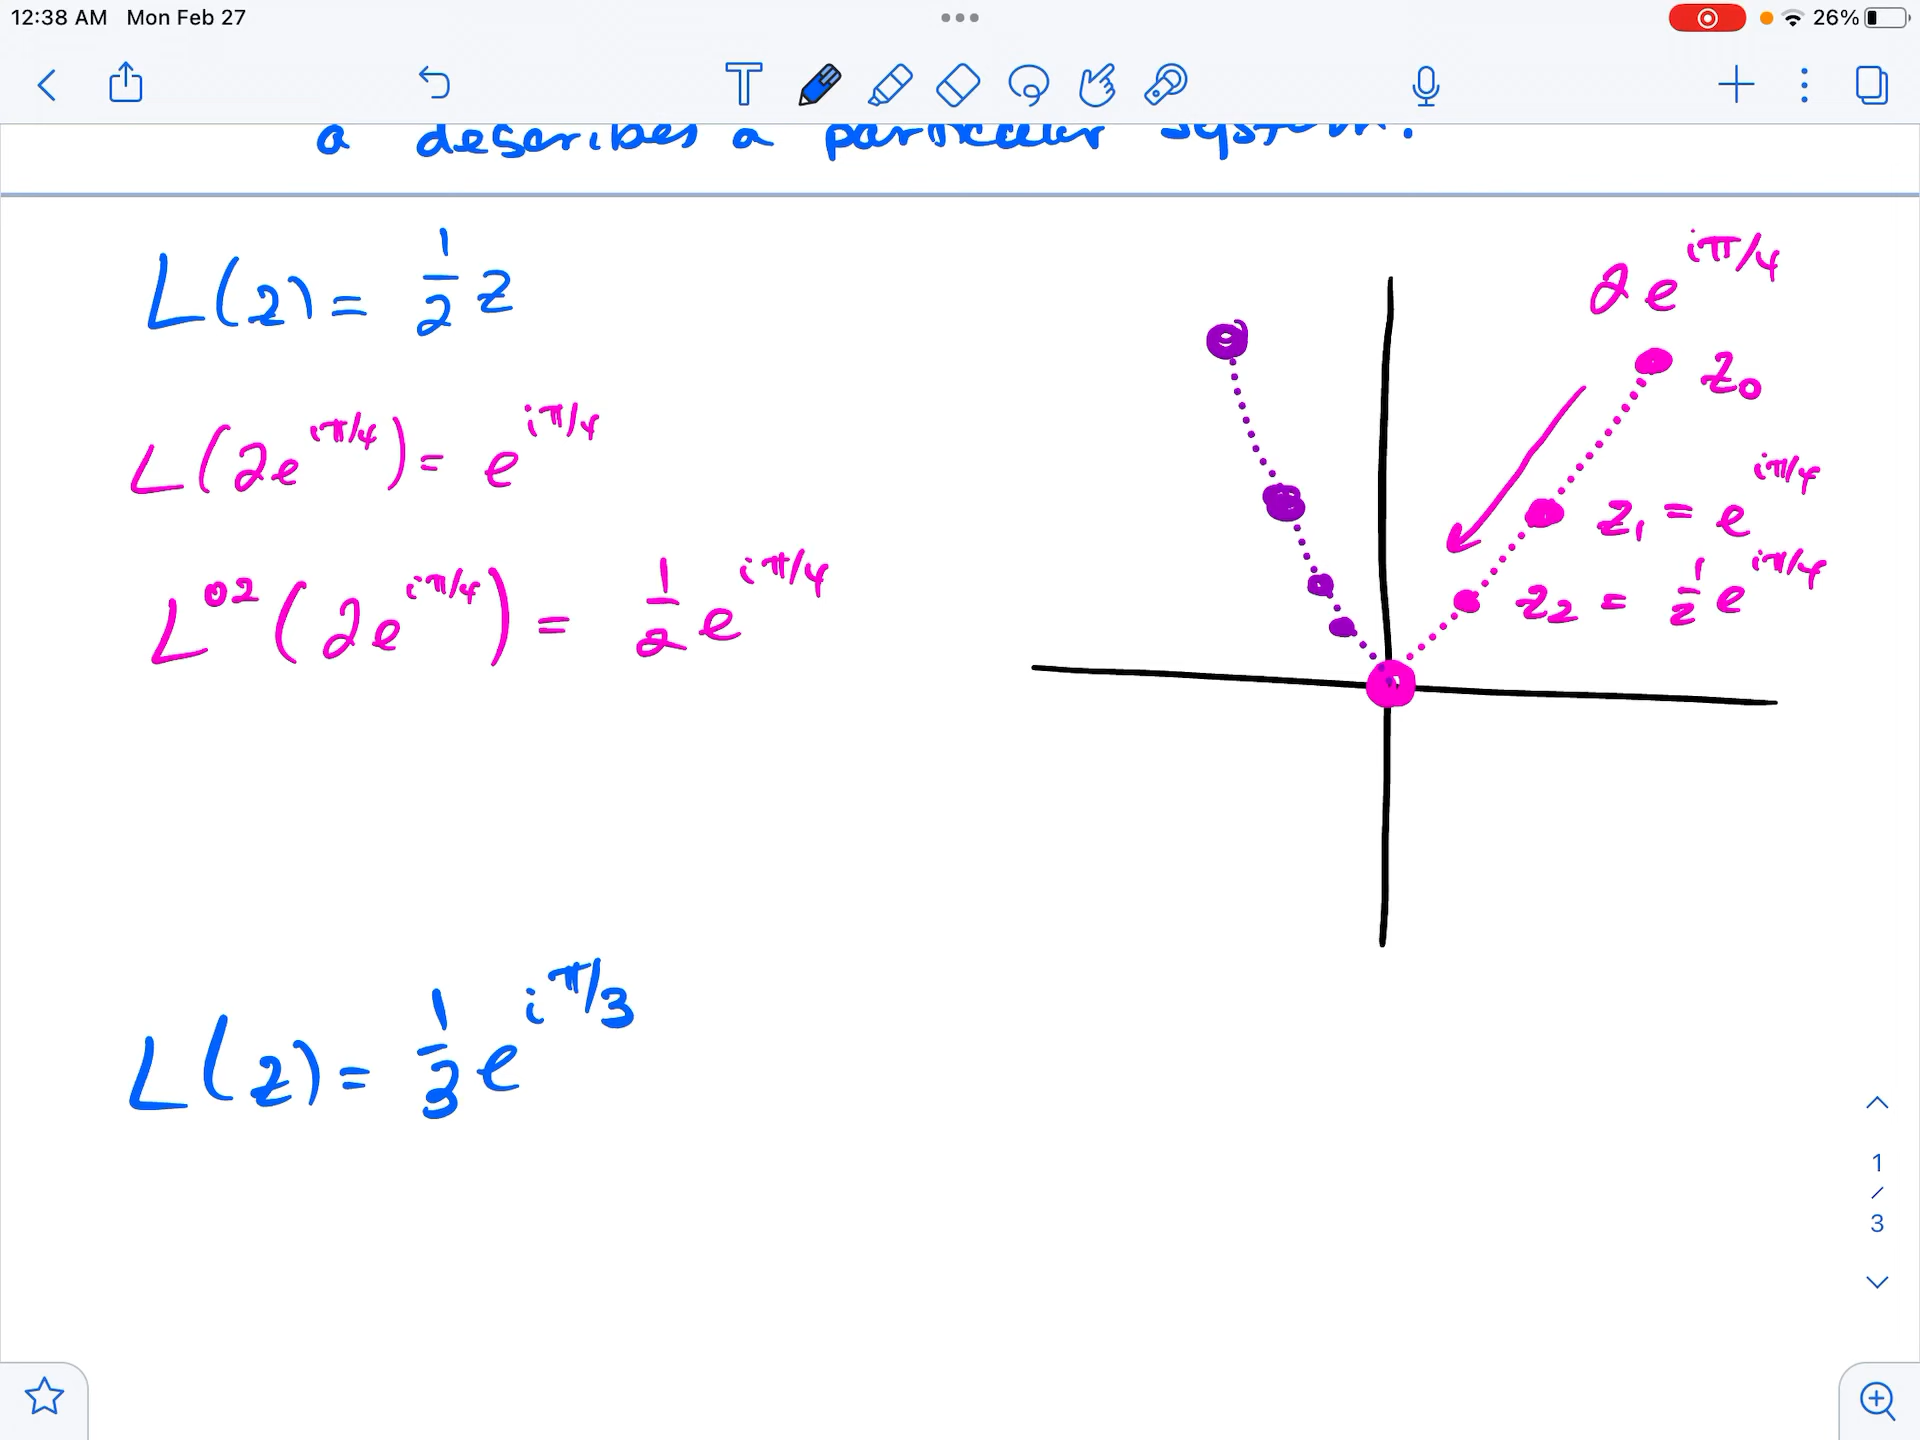 12:38 AM Mon Feb 27
26%
T
a describes a particular system.
L(z) = 1/2 z
L(2e^{iπ/4}) = e^{iπ/4}
L^{o2}(2e^{iπ/4}) = 1/2 e^{iπ/4}
2e^{iπ/4}
z₀
z₁ = e^{iπ/4}
z₂ = 1/2 e^{iπ/4}
L(z) = 1/3 e^{iπ/3}
1
/
3